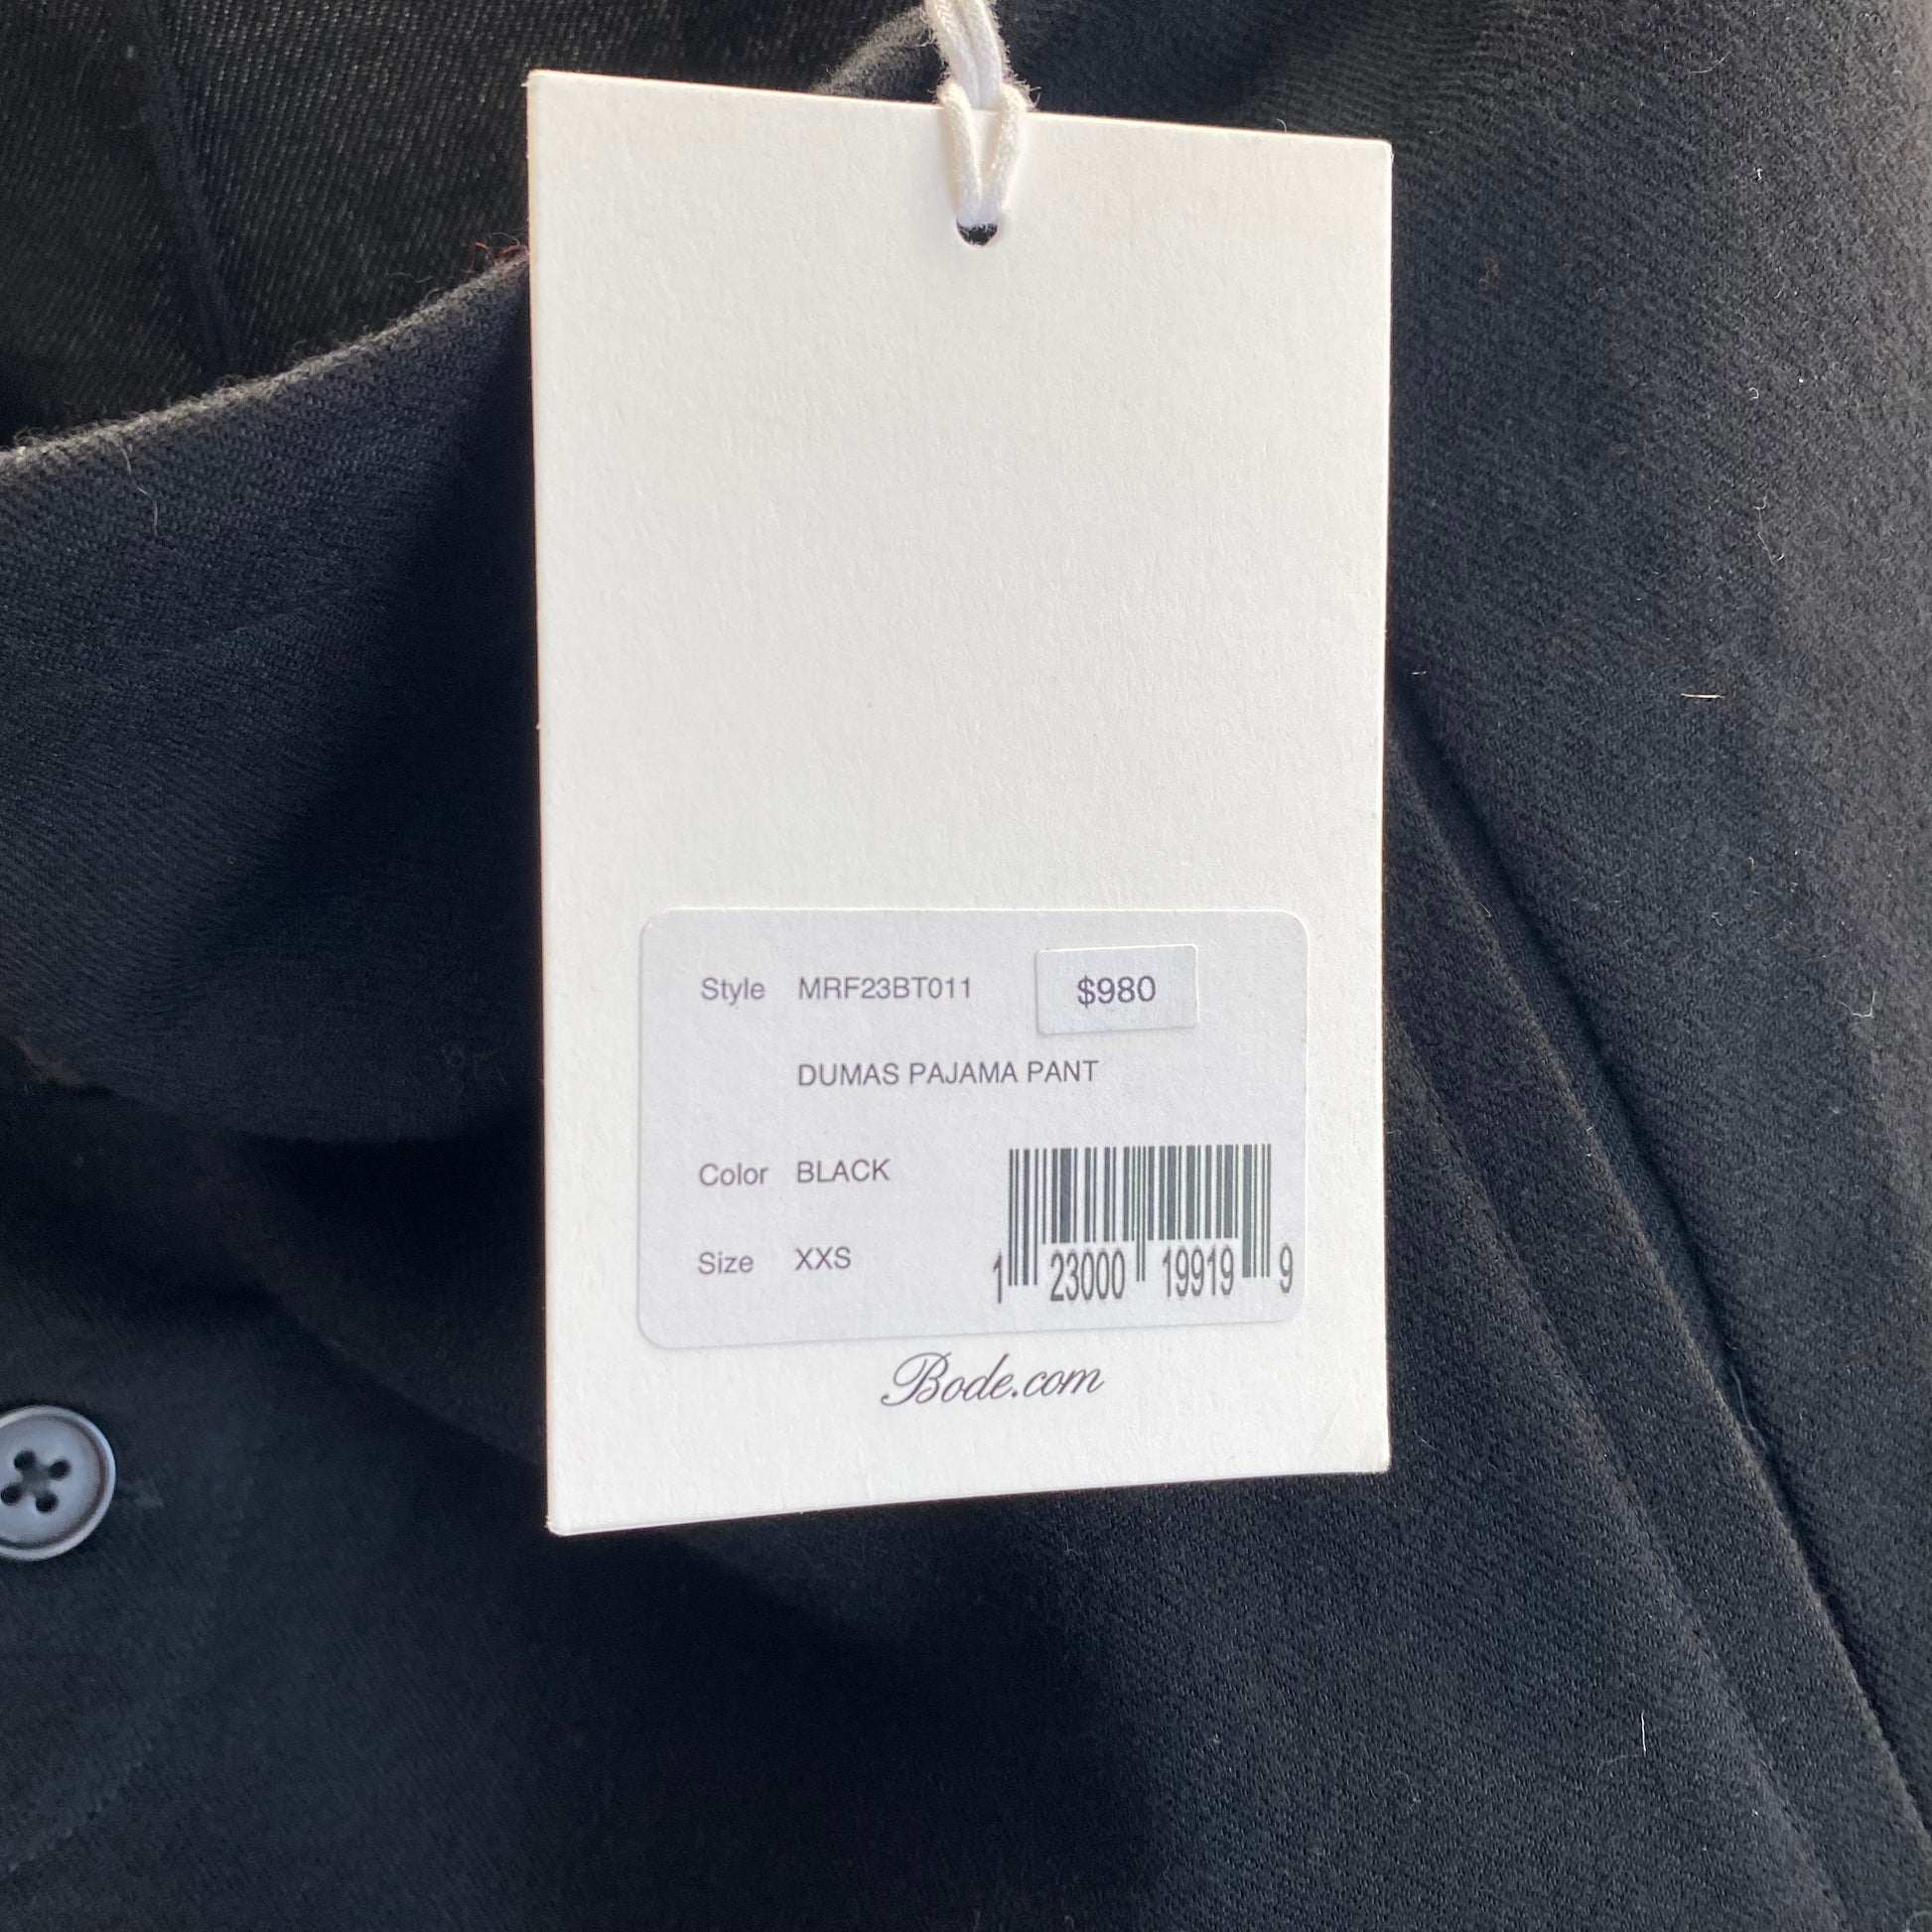 Style MRF23BT011 $980
DUMAS PAJAMA PANT
Color BLACK
Size XXS
1 23000 19919 9
Bode.com